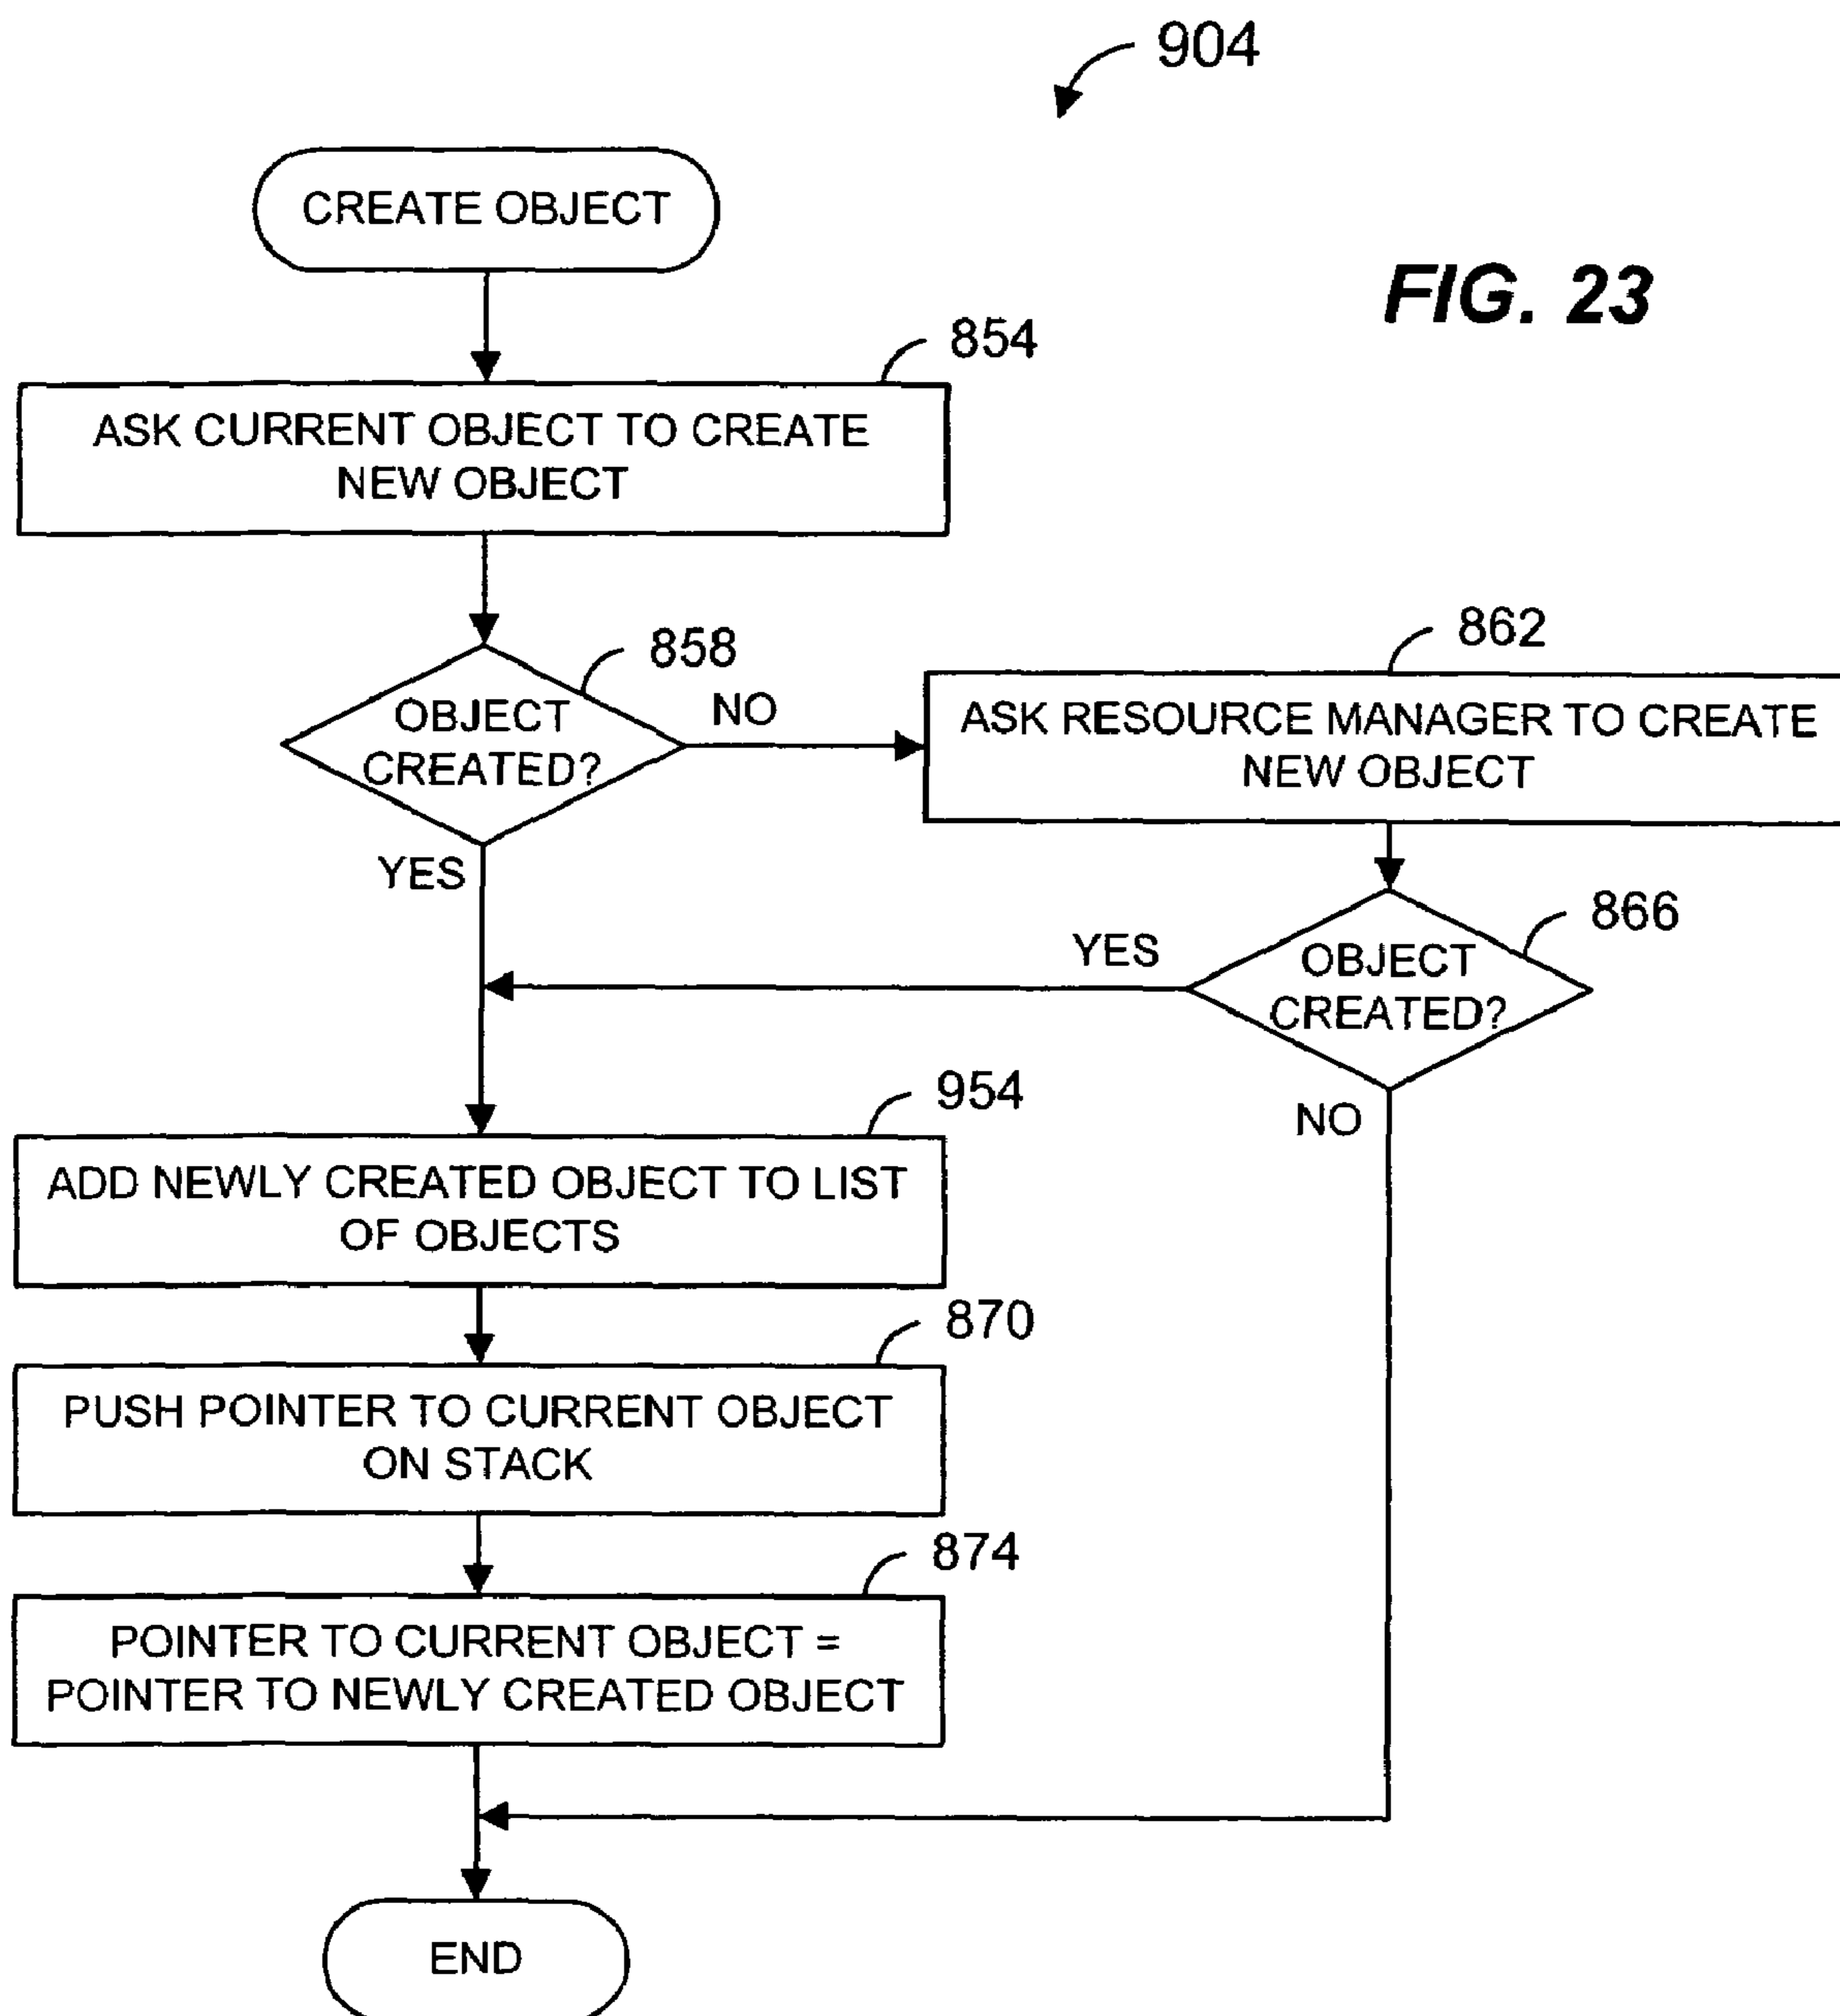 904
CREATE OBJECT
FIG. 23
854
ASK CURRENT OBJECT TO CREATE
NEW OBJECT
858
OBJECT
CREATED?
NO
YES
862
ASK RESOURCE MANAGER TO CREATE
NEW OBJECT
866
OBJECT
CREATED?
YES
NO
954
ADD NEWLY CREATED OBJECT TO LIST
OF OBJECTS
870
PUSH POINTER TO CURRENT OBJECT
ON STACK
874
POINTER TO CURRENT OBJECT =
POINTER TO NEWLY CREATED OBJECT
END